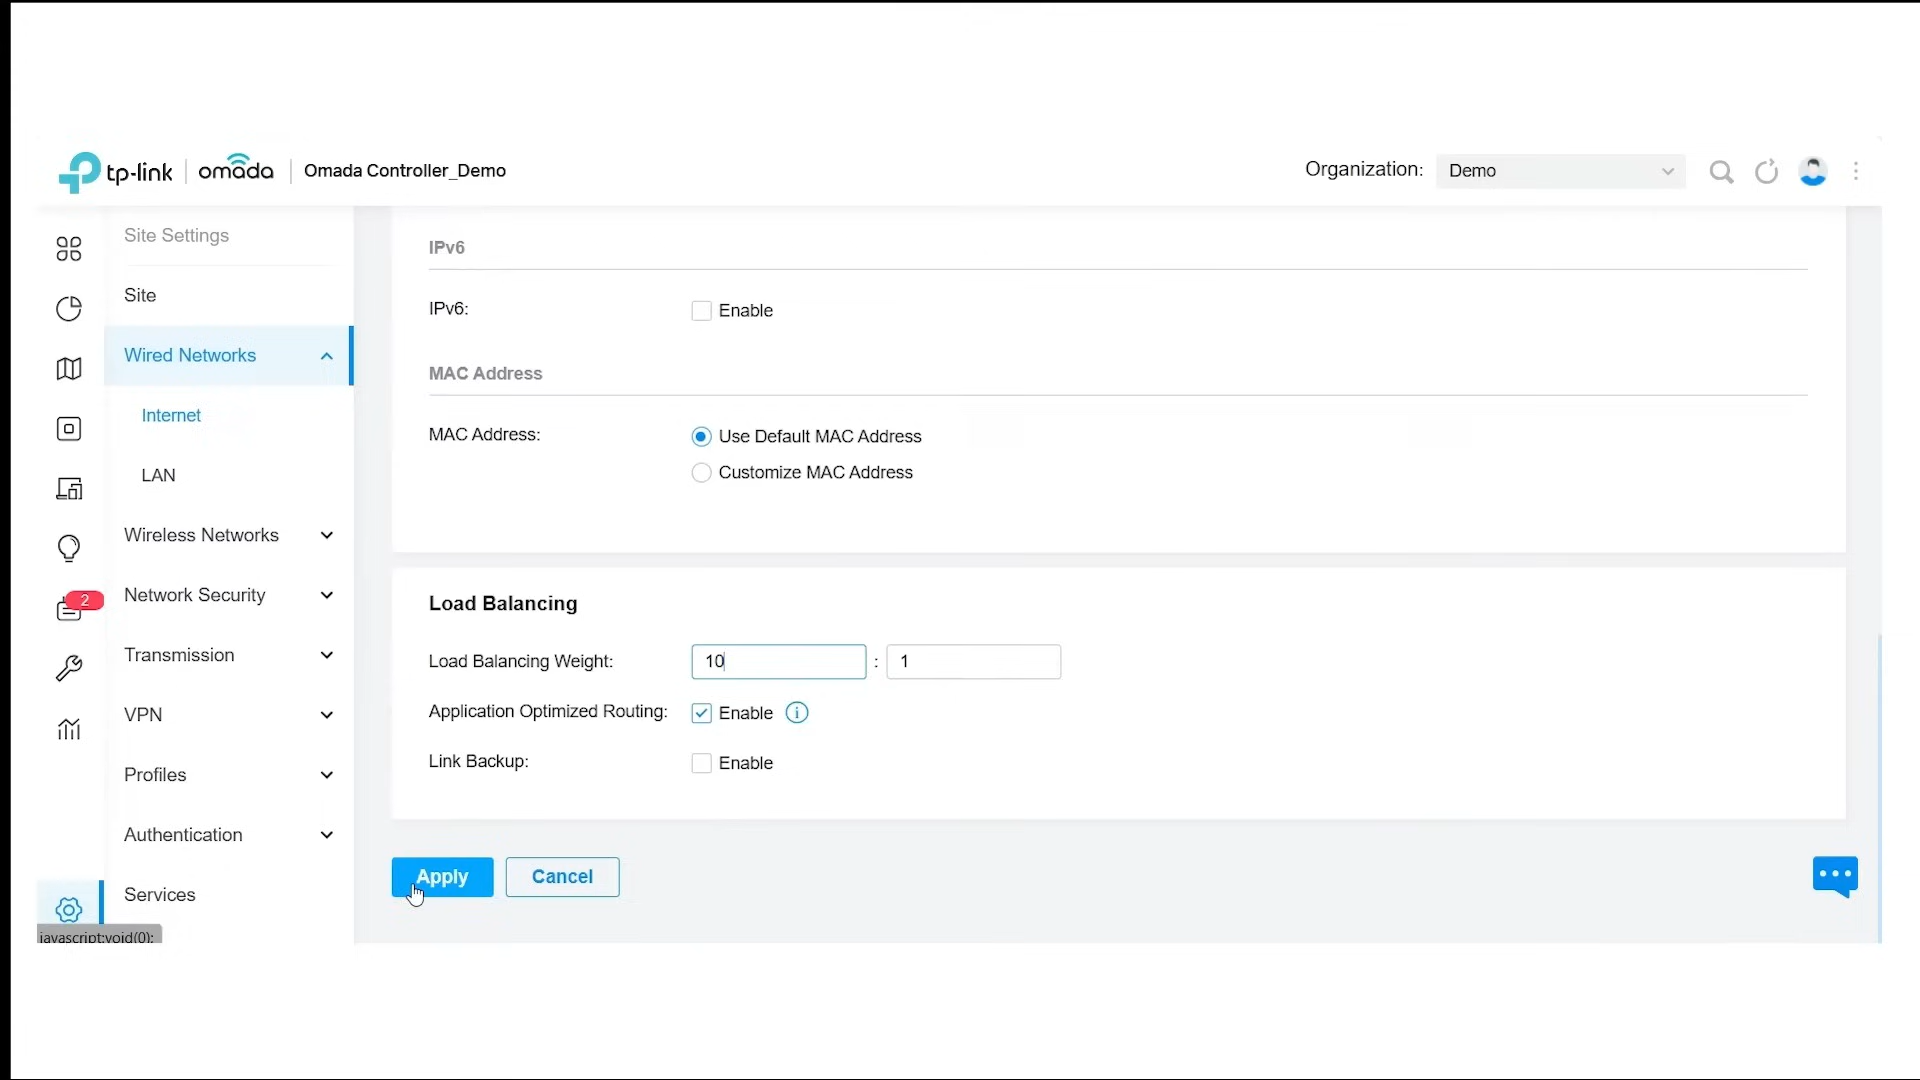 tp-link omada Omada Controller_Demo Organization: Demo
Site Settings
Site
Wired Networks
Internet
LAN
Wireless Networks
2
Network Security
Transmission
VPN
Profiles
Authentication
Services
javascript:void(0);
IPv6
IPv6: Enable
MAC Address
MAC Address: Use Default MAC Address
Customize MAC Address
Load Balancing
Load Balancing Weight: 10 : 1
Application Optimized Routing: Enable
Link Backup: Enable
Apply Cancel